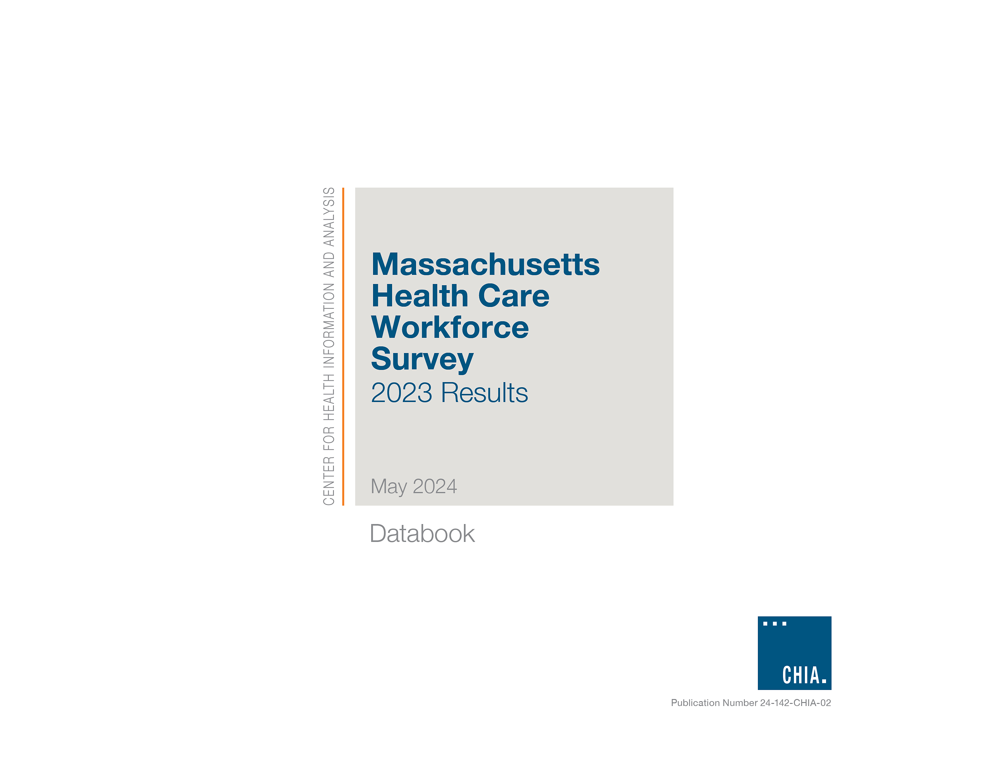 CENTER FOR HEALTH INFORMATION AND ANALYSIS
Massachusetts
Health Care
Workforce
Survey
2023 Results
May 2024
Databook
CHIA.
Publication Number 24-142-CHIA-02